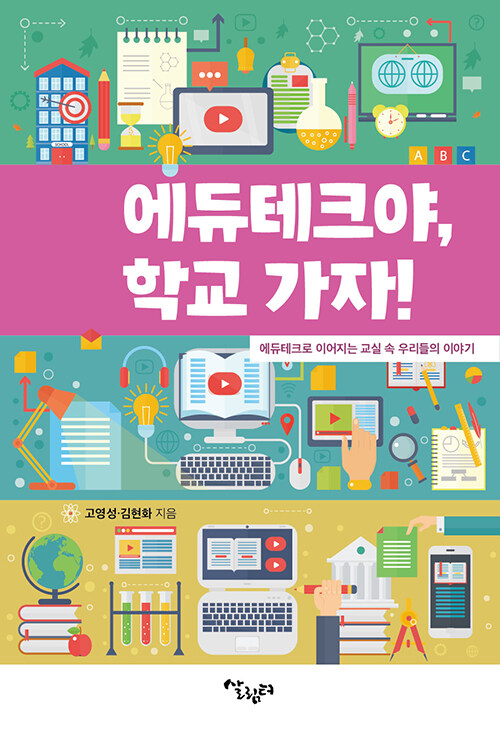 SCHOOL
A B C
에듀테크야,
학교 가자!
에듀테크로 이어지는 교실 속 우리들의 이야기
고영성·김현화 지음
살림터